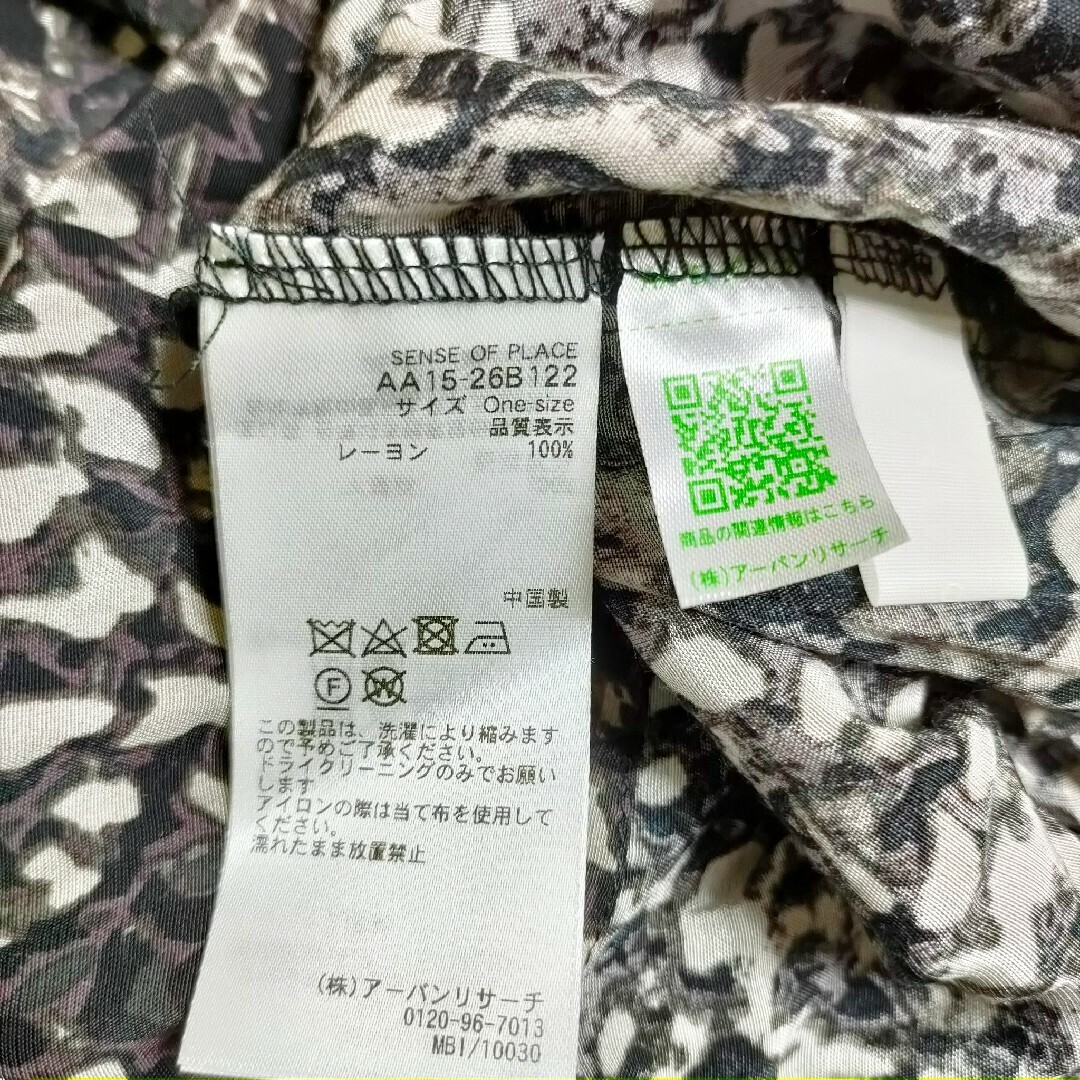 SENSE OF PLACE
AA15-26B122
サイズ One-size
品質表示
レーヨン 100%
中国製
F
W
この製品は、洗濯により縮みます
ので予めご了承ください。
ドライクリーニングのみでお願い
します
アイロンの際は当て布を使用して
ください。
濡れたまま放置禁止
(株)アーバンリサーチ
0120-96-7013
MBI/10030
商品の関連情報はこちら
(株)アーバンリサーチ